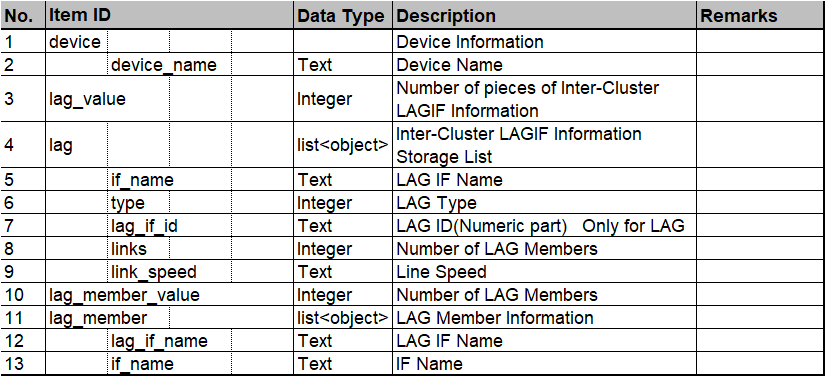 No. Item ID Data Type Description Remarks
1 device Device Information
2 device_name Text Device Name
3 lag_value Integer Number of pieces of Inter-Cluster
LAGIF Information
4 lag list<object> Inter-Cluster LAGIF Information
Storage List
5 if_name Text LAG IF Name
6 type Integer LAG Type
7 lag_if_id Text LAG ID(Numeric part) Only for LAG
8 links Integer Number of LAG Members
9 link_speed Text Line Speed
10 lag_member_value Integer Number of LAG Members
11 lag_member list<object> LAG Member Information
12 lag_if_name Text LAG IF Name
13 if_name Text IF Name